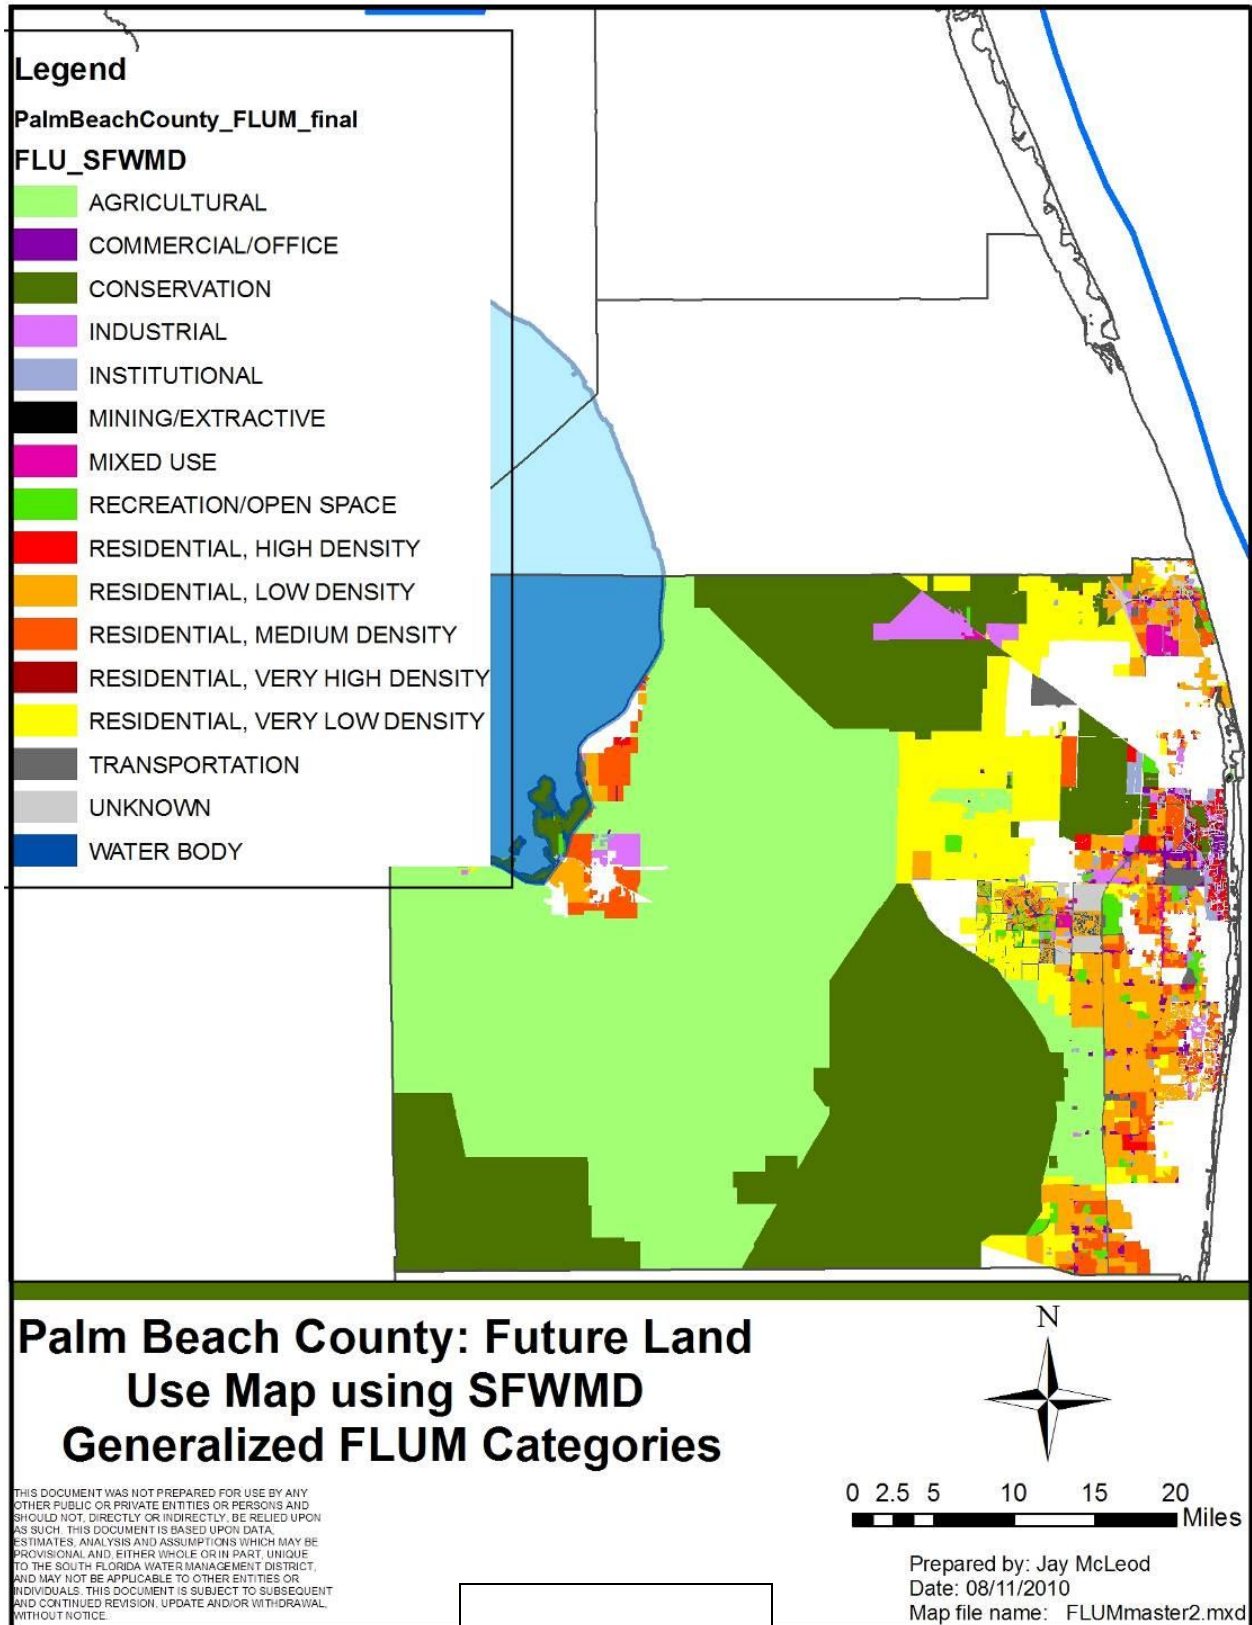 Legend
PalmBeachCounty_FLUM_final
FLU_SFWMD
AGRICULTURAL
COMMERCIAL/OFFICE
CONSERVATION
INDUSTRIAL
INSTITUTIONAL
MINING/EXTRACTIVE
MIXED USE
RECREATION/OPEN SPACE
RESIDENTIAL, HIGH DENSITY
RESIDENTIAL, LOW DENSITY
RESIDENTIAL, MEDIUM DENSITY
RESIDENTIAL, VERY HIGH DENSITY
RESIDENTIAL, VERY LOW DENSITY
TRANSPORTATION
UNKNOWN
WATER BODY
Palm Beach County: Future Land
Use Map using SFWMD
Generalized FLUM Categories
THIS DOCUMENT WAS NOT PREPARED FOR USE BY ANY
OTHER PUBLIC OR PRIVATE ENTITIES OR PERSONS AND
SHOULD NOT, DIRECTLY OR INDIRECTLY, BE RELIED UPON
AS SUCH. THIS DOCUMENT IS BASED UPON DATA,
ESTIMATES, ANALYSIS AND ASSUMPTIONS WHICH MAY BE
PROVISIONAL AND, EITHER WHOLE OR IN PART, UNIQUE
TO THE SOUTH FLORIDA WATER MANAGEMENT DISTRICT,
AND MAY NOT BE APPLICABLE TO OTHER ENTITIES OR
INDIVIDUALS. THIS DOCUMENT IS SUBJECT TO SUBSEQUENT
AND CONTINUED REVISION, UPDATE AND/OR WITHDRAWAL,
WITHOUT NOTICE.
N
0 2.5 5 10 15 20
Miles
Prepared by: Jay McLeod
Date: 08/11/2010
Map file name: FLUMmaster2.mxd